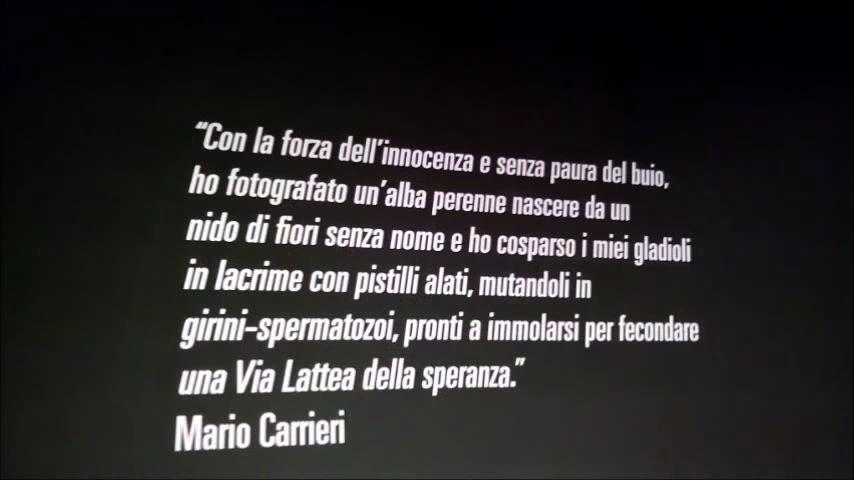 “Con la forza dell’innocenza e senza paura del buio,
ho fotografato un’alba perenne nascere da un
nido di fiori senza nome e ho cosparso i miei gladioli
in lacrime con pistilli alati, mutandoli in
girini-spermatozoi, pronti a immolarsi per fecondare
una Via Lattea della speranza.”
Mario Carrieri